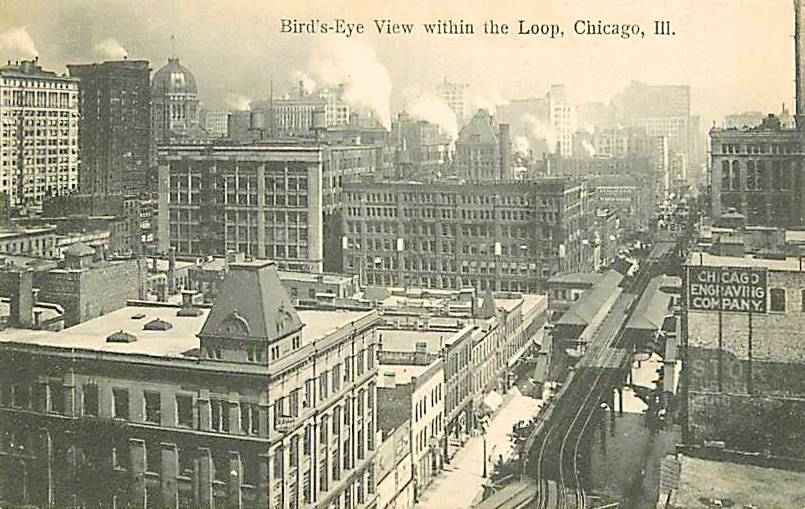 Bird's-Eye View within the Loop, Chicago, Ill.
CHICAGO
ENGRAVING
COMPANY